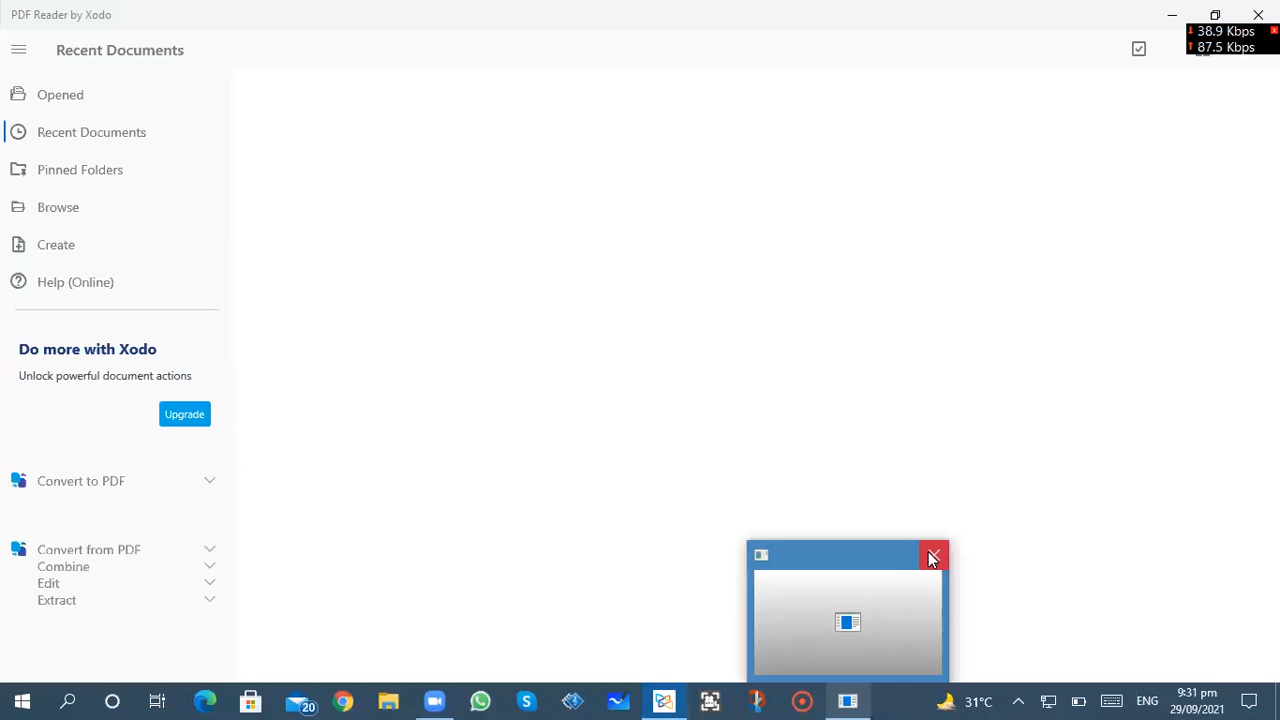 PDF Reader by Xodo
38.9 Kbps
87.5 Kbps
Recent Documents
Opened
Recent Documents
Pinned Folders
Browse
Create
Help (Online)
Do more with Xodo
Unlock powerful document actions
Upgrade
Convert to PDF
Convert from PDF
Combine
Edit
Extract
20
31°C
ENG
9:31 pm
29/09/2021